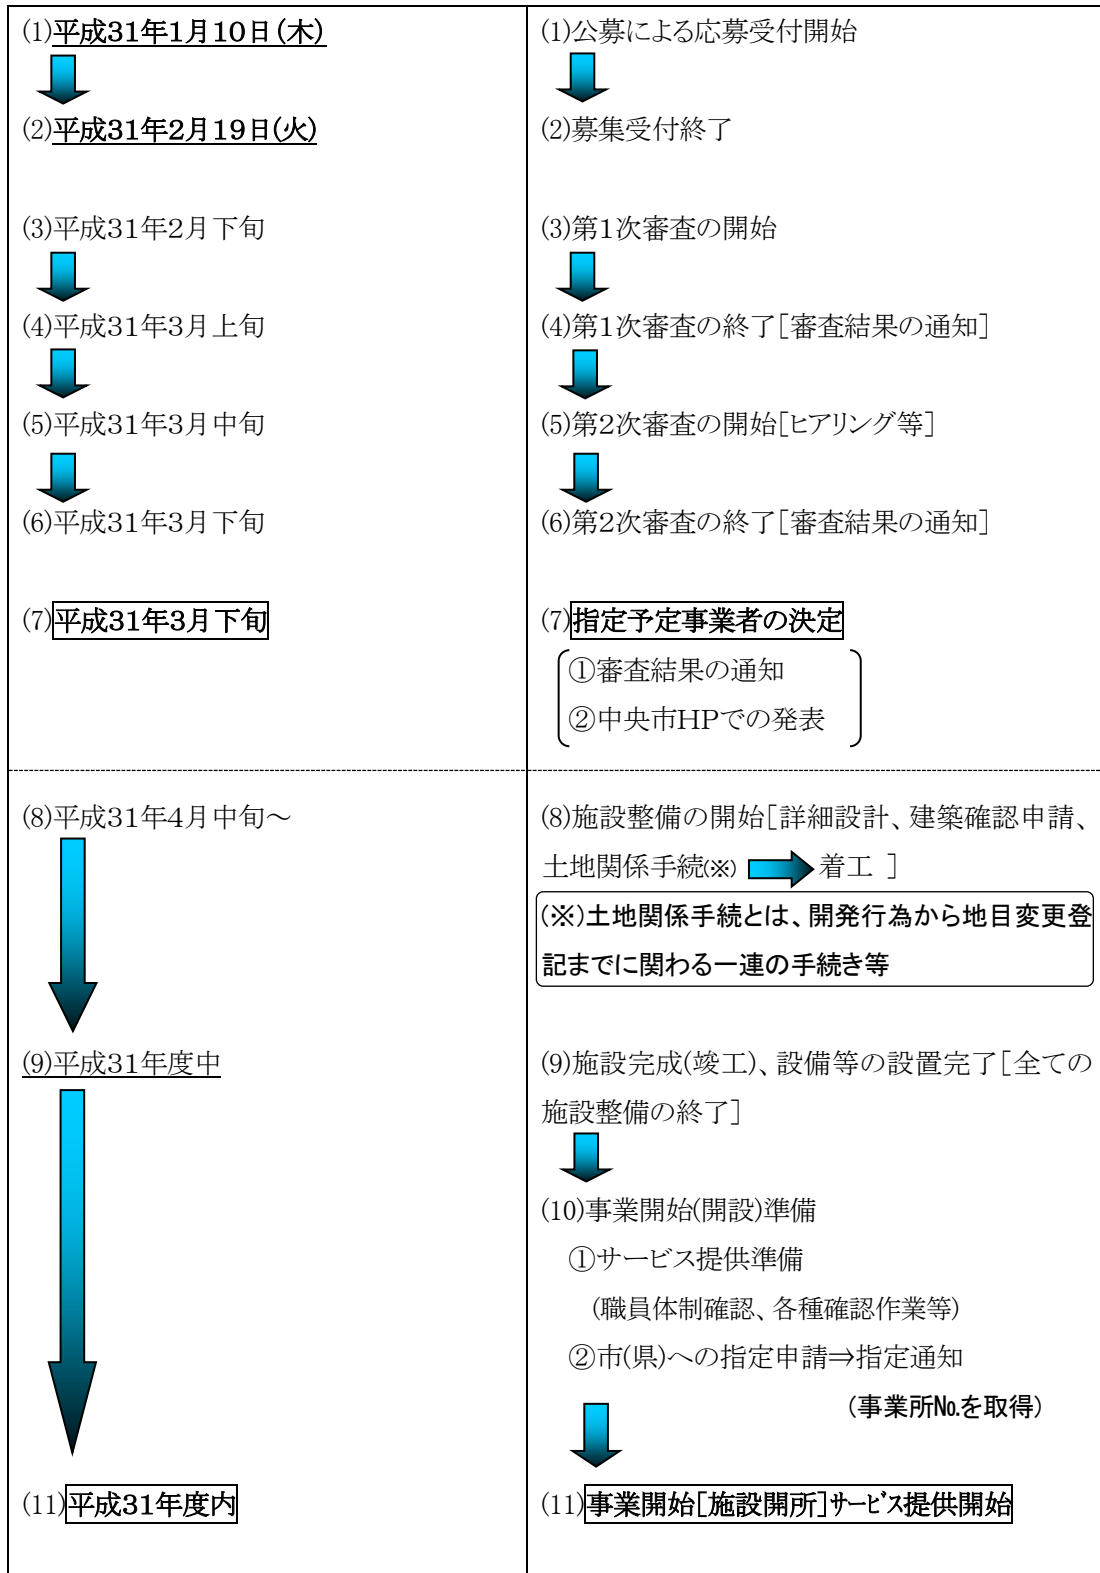 (1)平成31年1月10日(木)
(1)公募による応募受付開始
(2)平成31年2月19日(火)
(2)募集受付終了
(3)平成31年2月下旬
(3)第1次審査の開始
(4)平成31年3月上旬
(4)第1次審査の終了[審査結果の通知]
(5)平成31年3月中旬
(5)第2次審査の開始[ヒアリング等]
(6)平成31年3月下旬
(6)第2次審査の終了[審査結果の通知]
(7)平成31年3月下旬
(7)指定予定事業者の決定
①審査結果の通知
②中央市HPでの発表
(8)平成31年4月中旬～
(8)施設整備の開始[詳細設計、建築確認申請、
土地関係手続(※) 着工 ]
(※)土地関係手続とは、開発行為から地目変更登
記までに関わる一連の手続き等
(9)平成31年度中
(9)施設完成(竣工)、設備等の設置完了[全ての
施設整備の終了]
(10)事業開始(開設)準備
①サービス提供準備
(職員体制確認、各種確認作業等)
②市(県)への指定申請⇒指定通知
(事業所№を取得)
(11)平成31年度内
(11)事業開始[施設開所]サービス提供開始